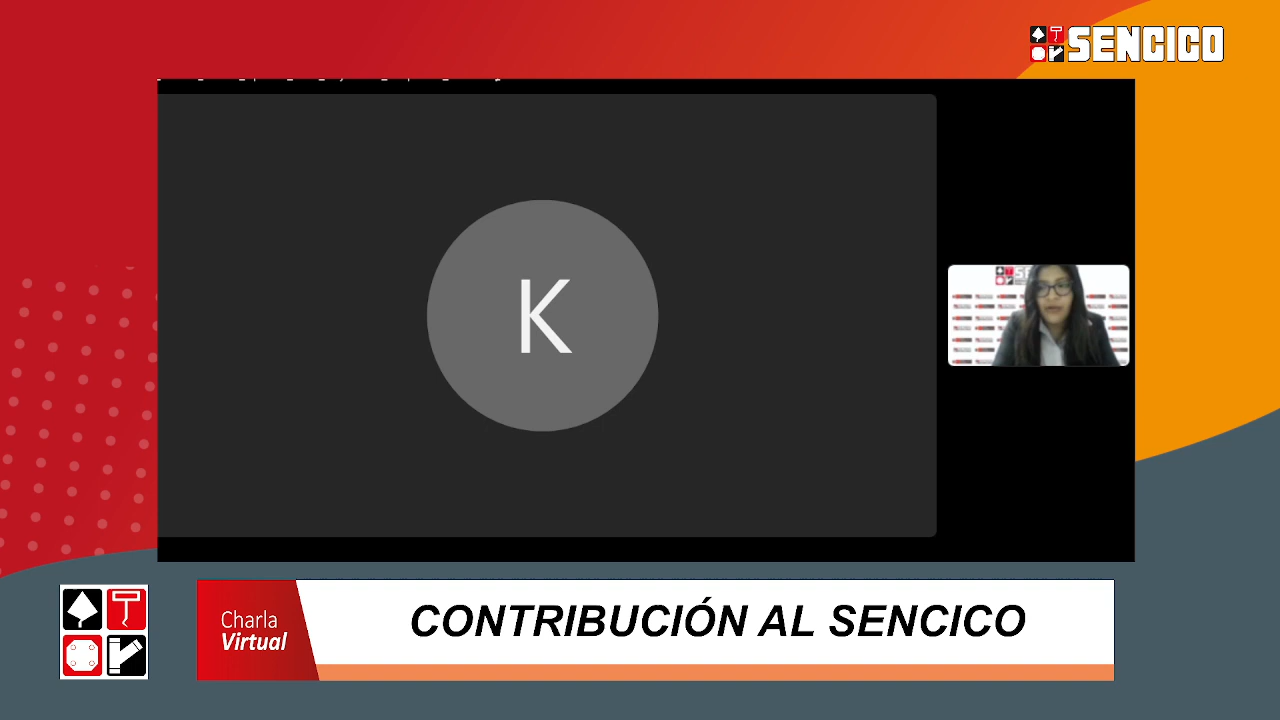 SENCICO
K
Charla
Virtual
CONTRIBUCIÓN AL SENCICO